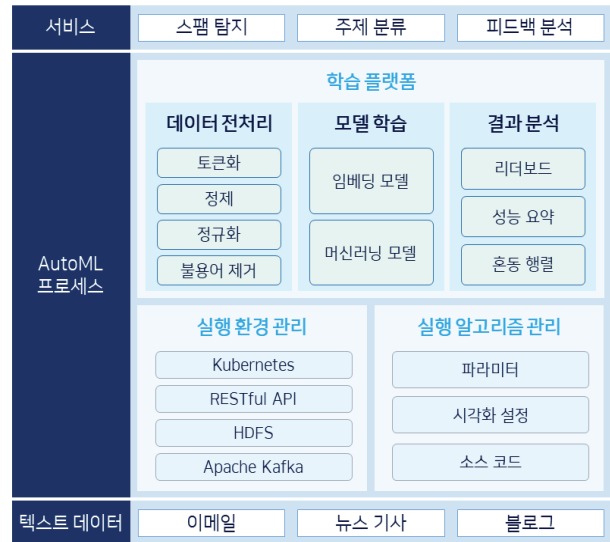 서비스
스팸 탐지
주제 분류
피드백 분석
AutoML
프로세스
학습 플랫폼
데이터 전처리
토큰화
정제
정규화
불용어 제거
모델 학습
임베딩 모델
머신러닝 모델
결과 분석
리더보드
성능 요약
혼동 행렬
실행 환경 관리
Kubernetes
RESTful API
HDFS
Apache Kafka
실행 알고리즘 관리
파라미터
시각화 설정
소스 코드
텍스트 데이터
이메일
뉴스 기사
블로그